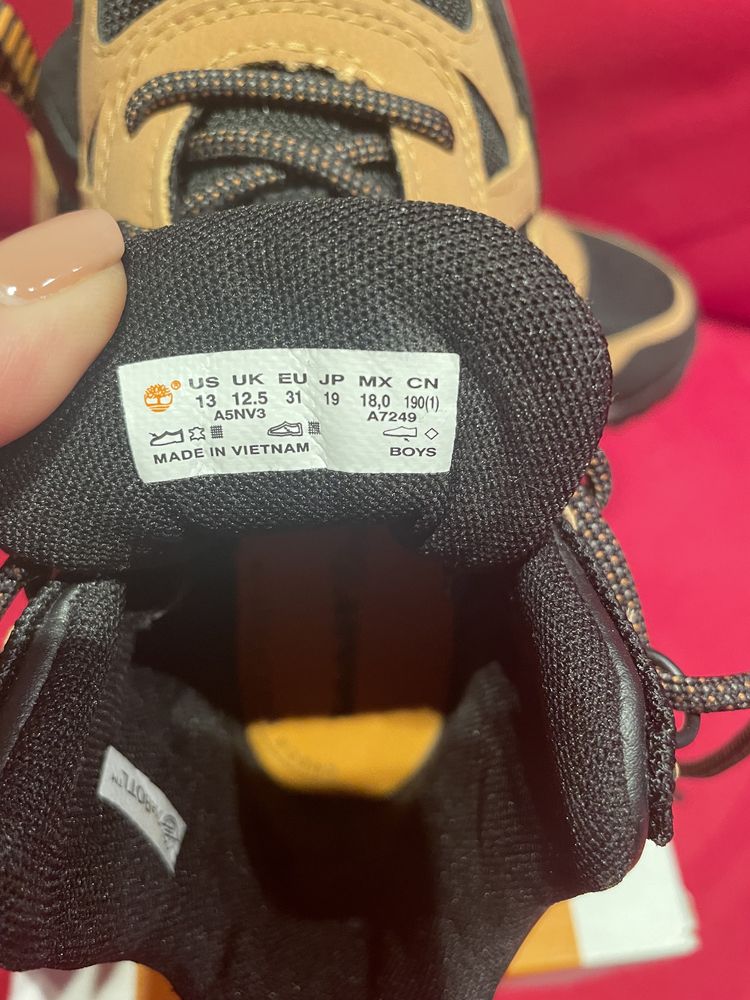 US UK EU JP MX CN
13 12.5 31 19 18,0 190(1)
A5NV3 A7249
MADE IN VIETNAM BOYS